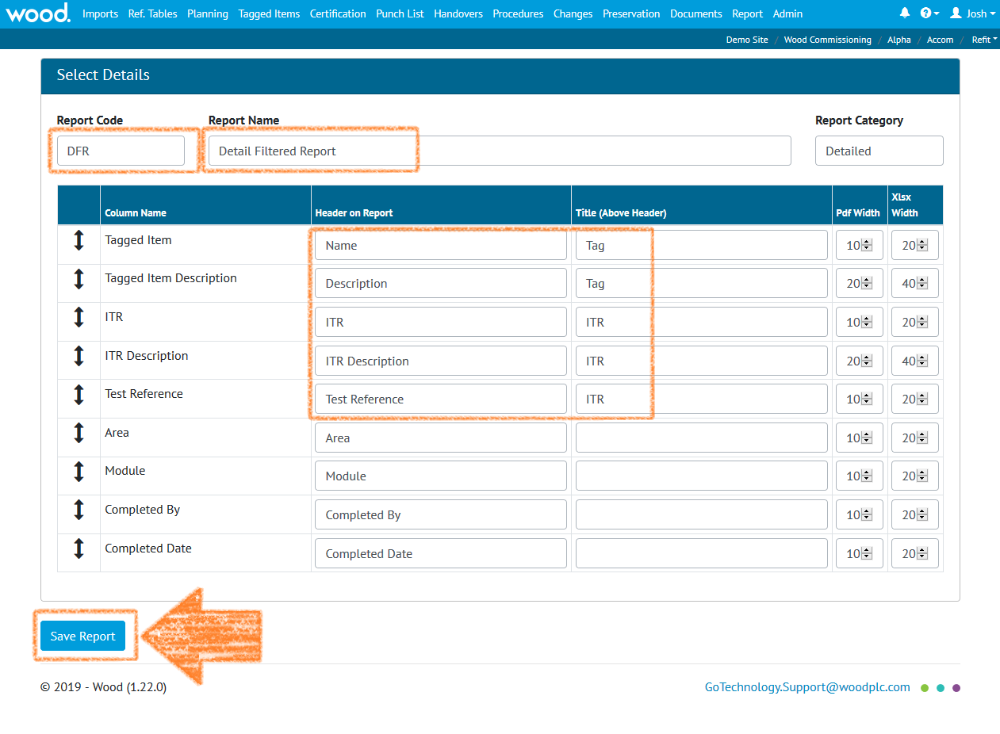 wood. Imports Ref. Tables Planning Tagged Items Certification Punch List Handovers Procedures Changes Preservation Documents Report Admin Josh
Demo Site / Wood Commissioning / Alpha / Accom / Refit
Select Details
Report Code Report Name Report Category
DFR Detail Filtered Report Detailed
Column Name Header on Report Title (Above Header) Pdf Width Xlsx Width
Tagged Item Name Tag 10 20
Tagged Item Description Description Tag 20 40
ITR ITR ITR 10 20
ITR Description ITR Description ITR 20 40
Test Reference Test Reference ITR 10 20
Area Area 10 20
Module Module 10 20
Completed By Completed By 10 20
Completed Date Completed Date 10 20
Save Report
© 2019 - Wood (1.22.0) GoTechnology.Support@woodplc.com